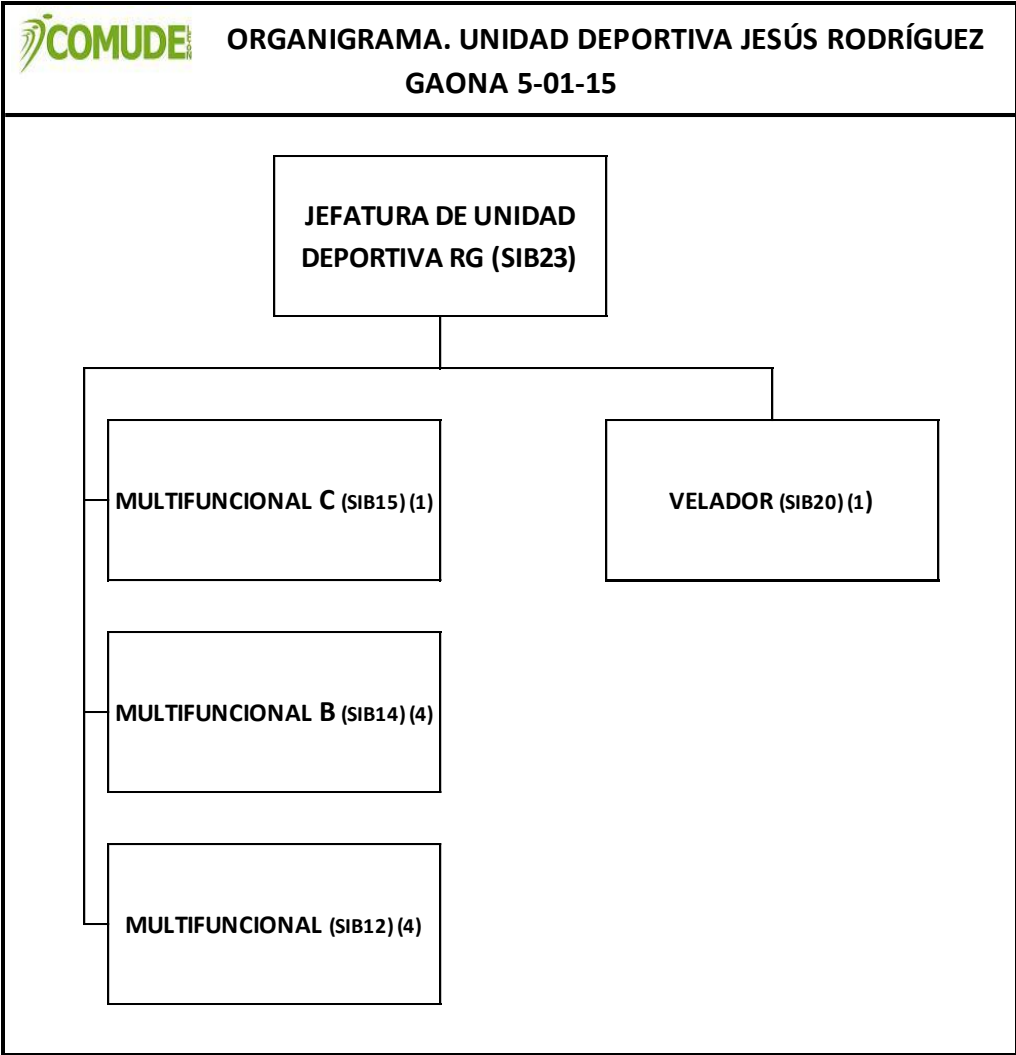 COMUDE LEON
ORGANIGRAMA. UNIDAD DEPORTIVA JESÚS RODRÍGUEZ
GAONA 5-01-15
JEFATURA DE UNIDAD
DEPORTIVA RG (SIB23)
MULTIFUNCIONAL C (SIB15) (1)
VELADOR (SIB20) (1)
MULTIFUNCIONAL B (SIB14) (4)
MULTIFUNCIONAL (SIB12) (4)